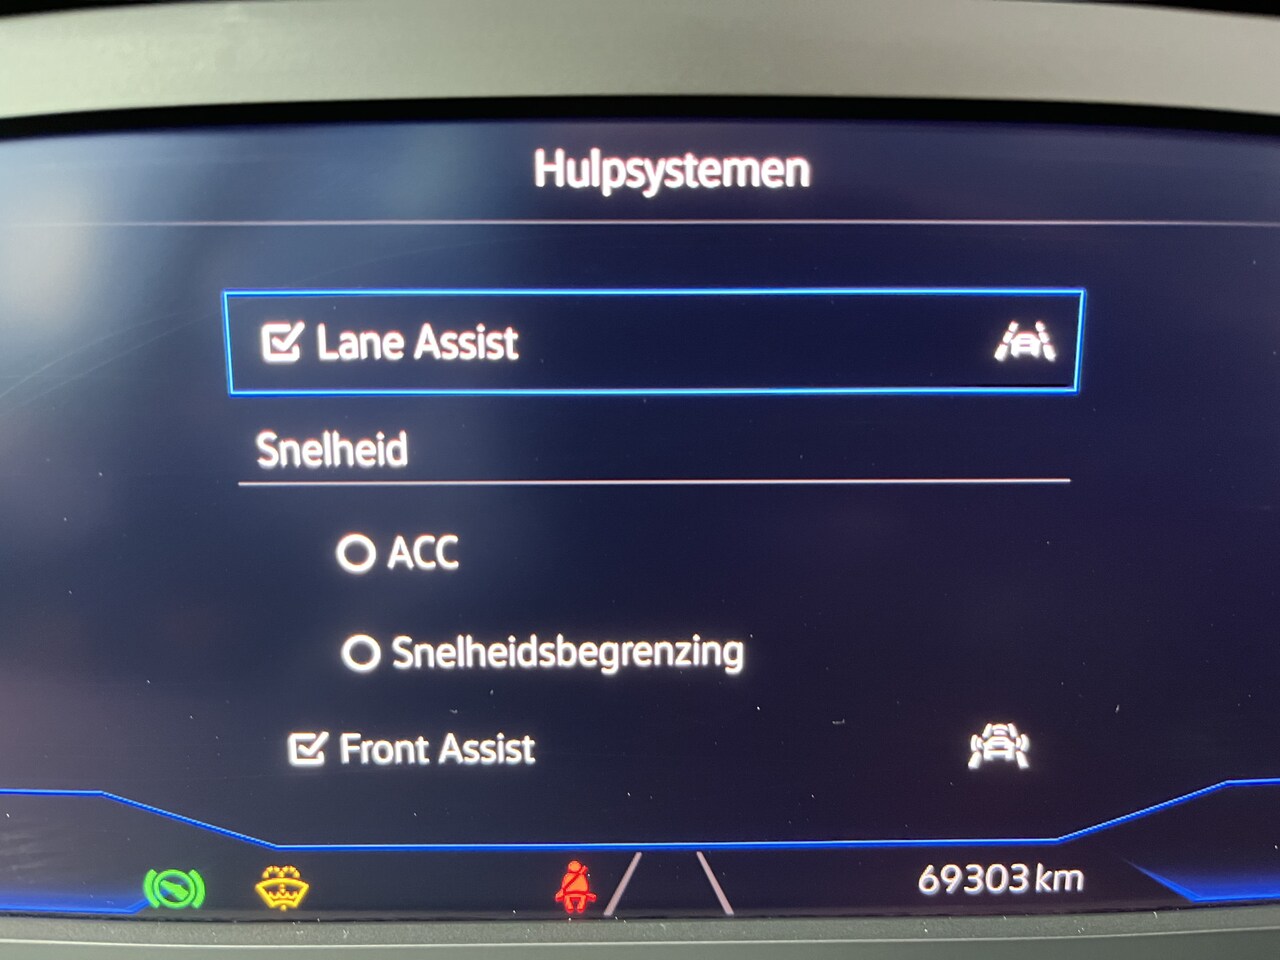 Hulpsystemen
Lane Assist
Snelheid
ACC
Snelheidsbegrenzing
Front Assist
69303 km